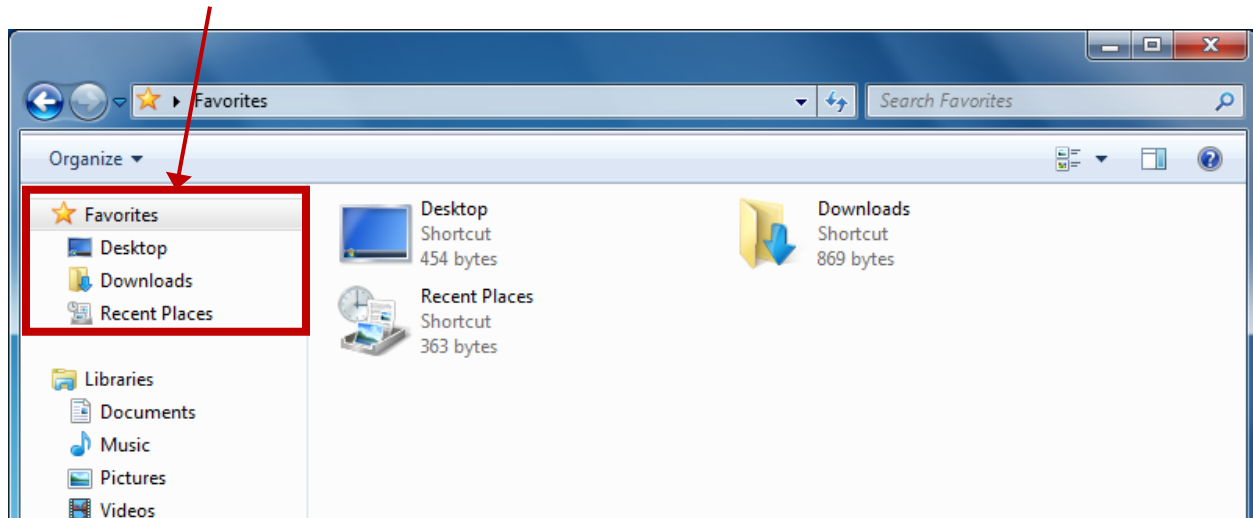 Favorites
Search Favorites
Organize
Favorites
Desktop
Downloads
Recent Places
Libraries
Documents
Music
Pictures
Videos
Desktop
Shortcut
454 bytes
Downloads
Shortcut
869 bytes
Recent Places
Shortcut
363 bytes